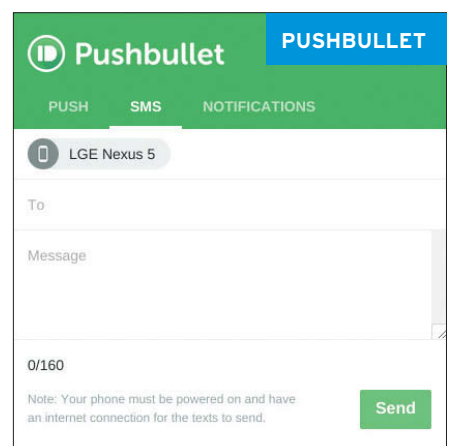 PUSHBULLET
Pushbullet
PUSH SMS NOTIFICATIONS
LGE Nexus 5
To
Message
0/160
Note: Your phone must be powered on and have
an internet connection for the texts to send.
Send